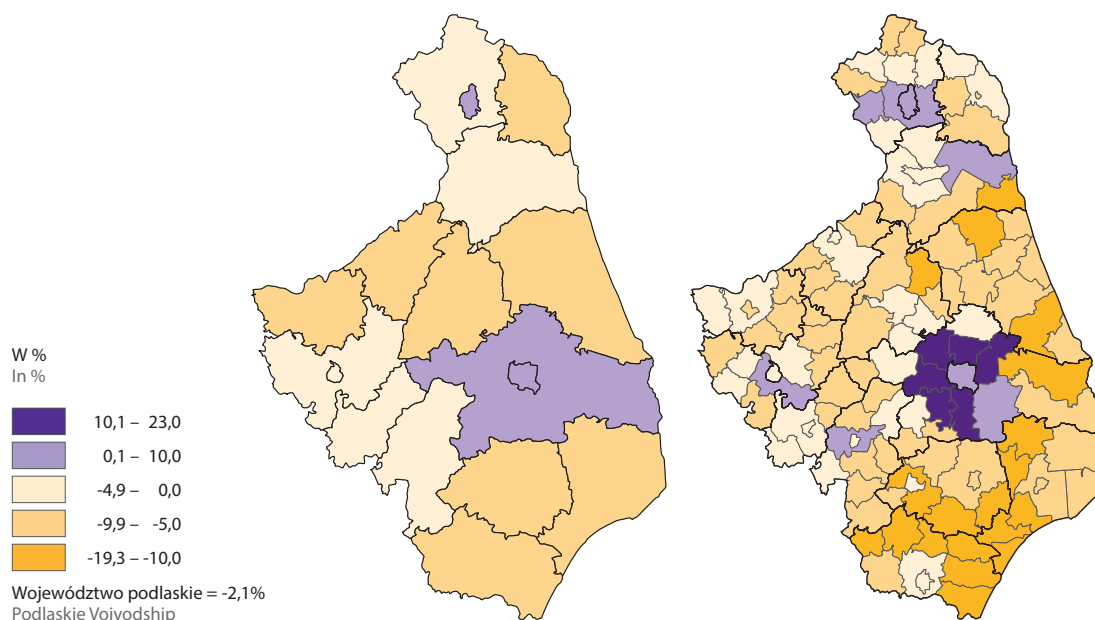 W %
In %
10,1 – 23,0
0,1 – 10,0
-4,9 – 0,0
-9,9 – -5,0
-19,3 – -10,0
Województwo podlaskie = -2,1%
Podlaskie Voivodship